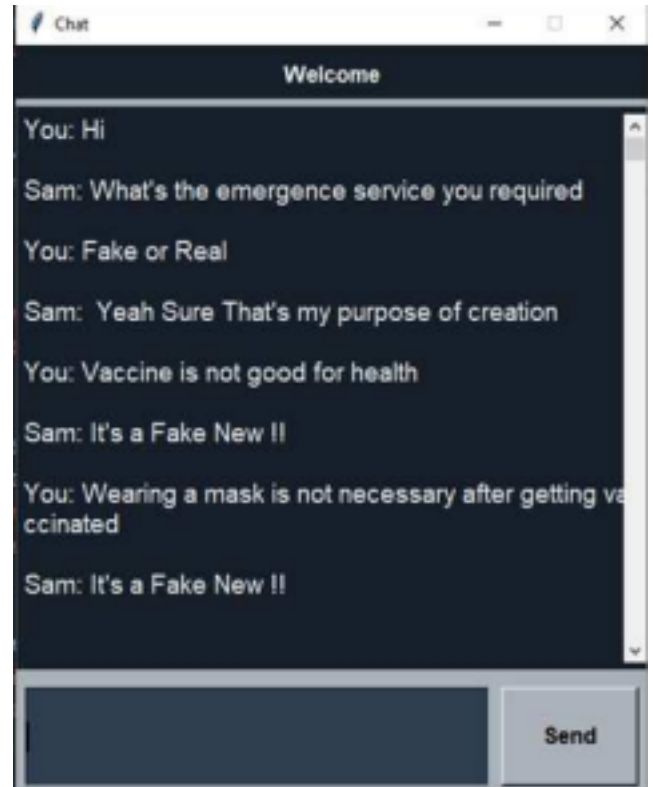 Chat
Welcome
You: Hi
Sam: What's the emergence service you required
You: Fake or Real
Sam:  Yeah Sure That's my purpose of creation
You: Vaccine is not good for health
Sam: It's a Fake New !!
You: Wearing a mask is not necessary after getting va
ccinated
Sam: It's a Fake New !!
Send